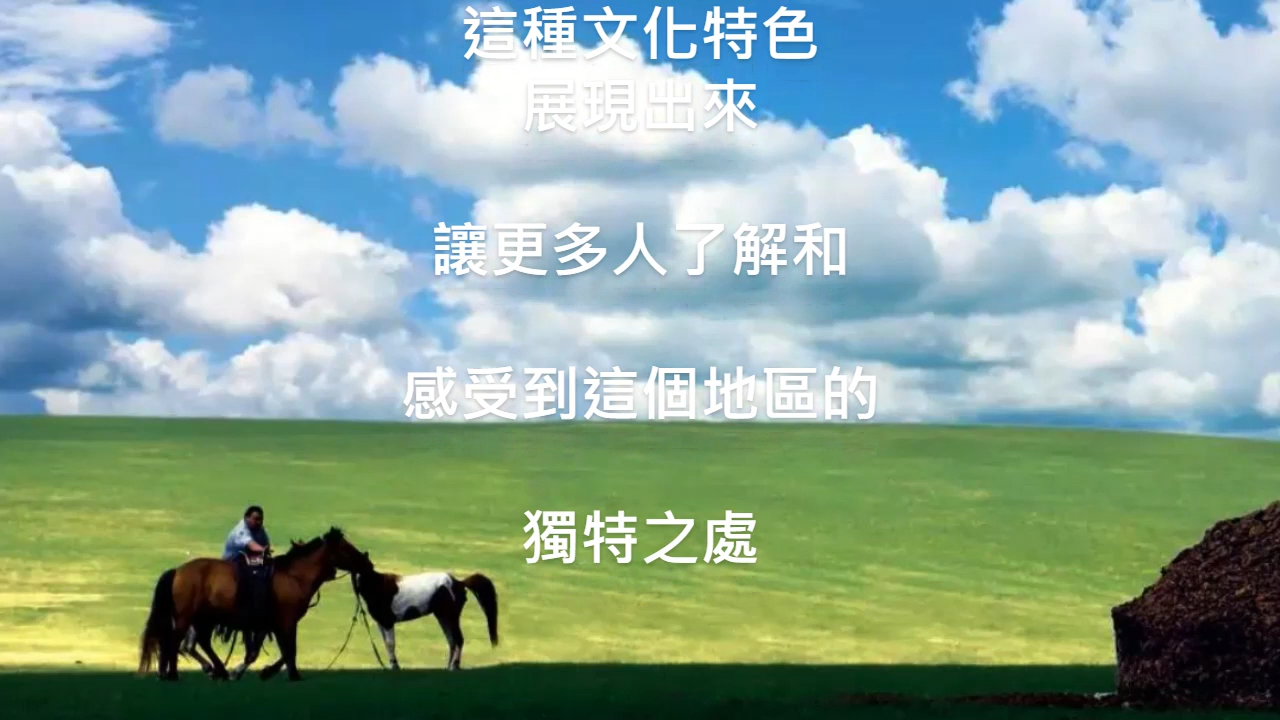 這種文化特色
展現出來
讓更多人了解和
感受到這個地區的
獨特之處